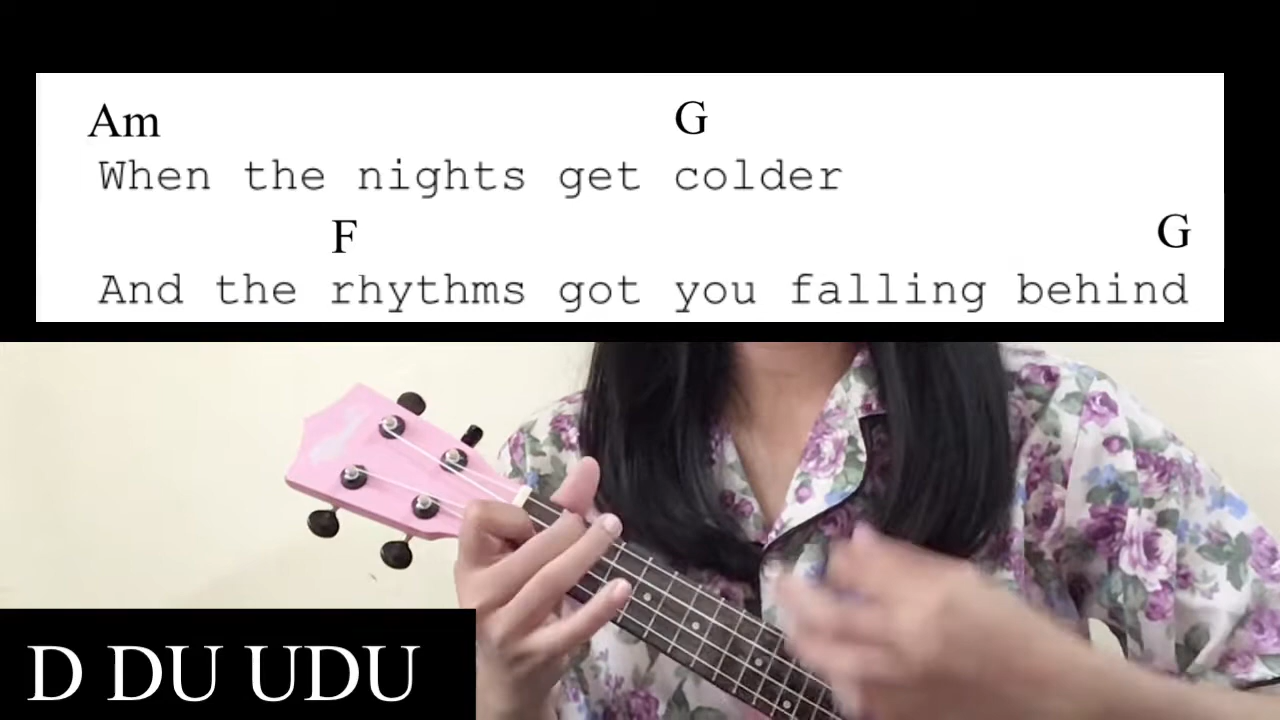 Am G
When the nights get colder
F G
And the rhythms got you falling behind
D DU UDU